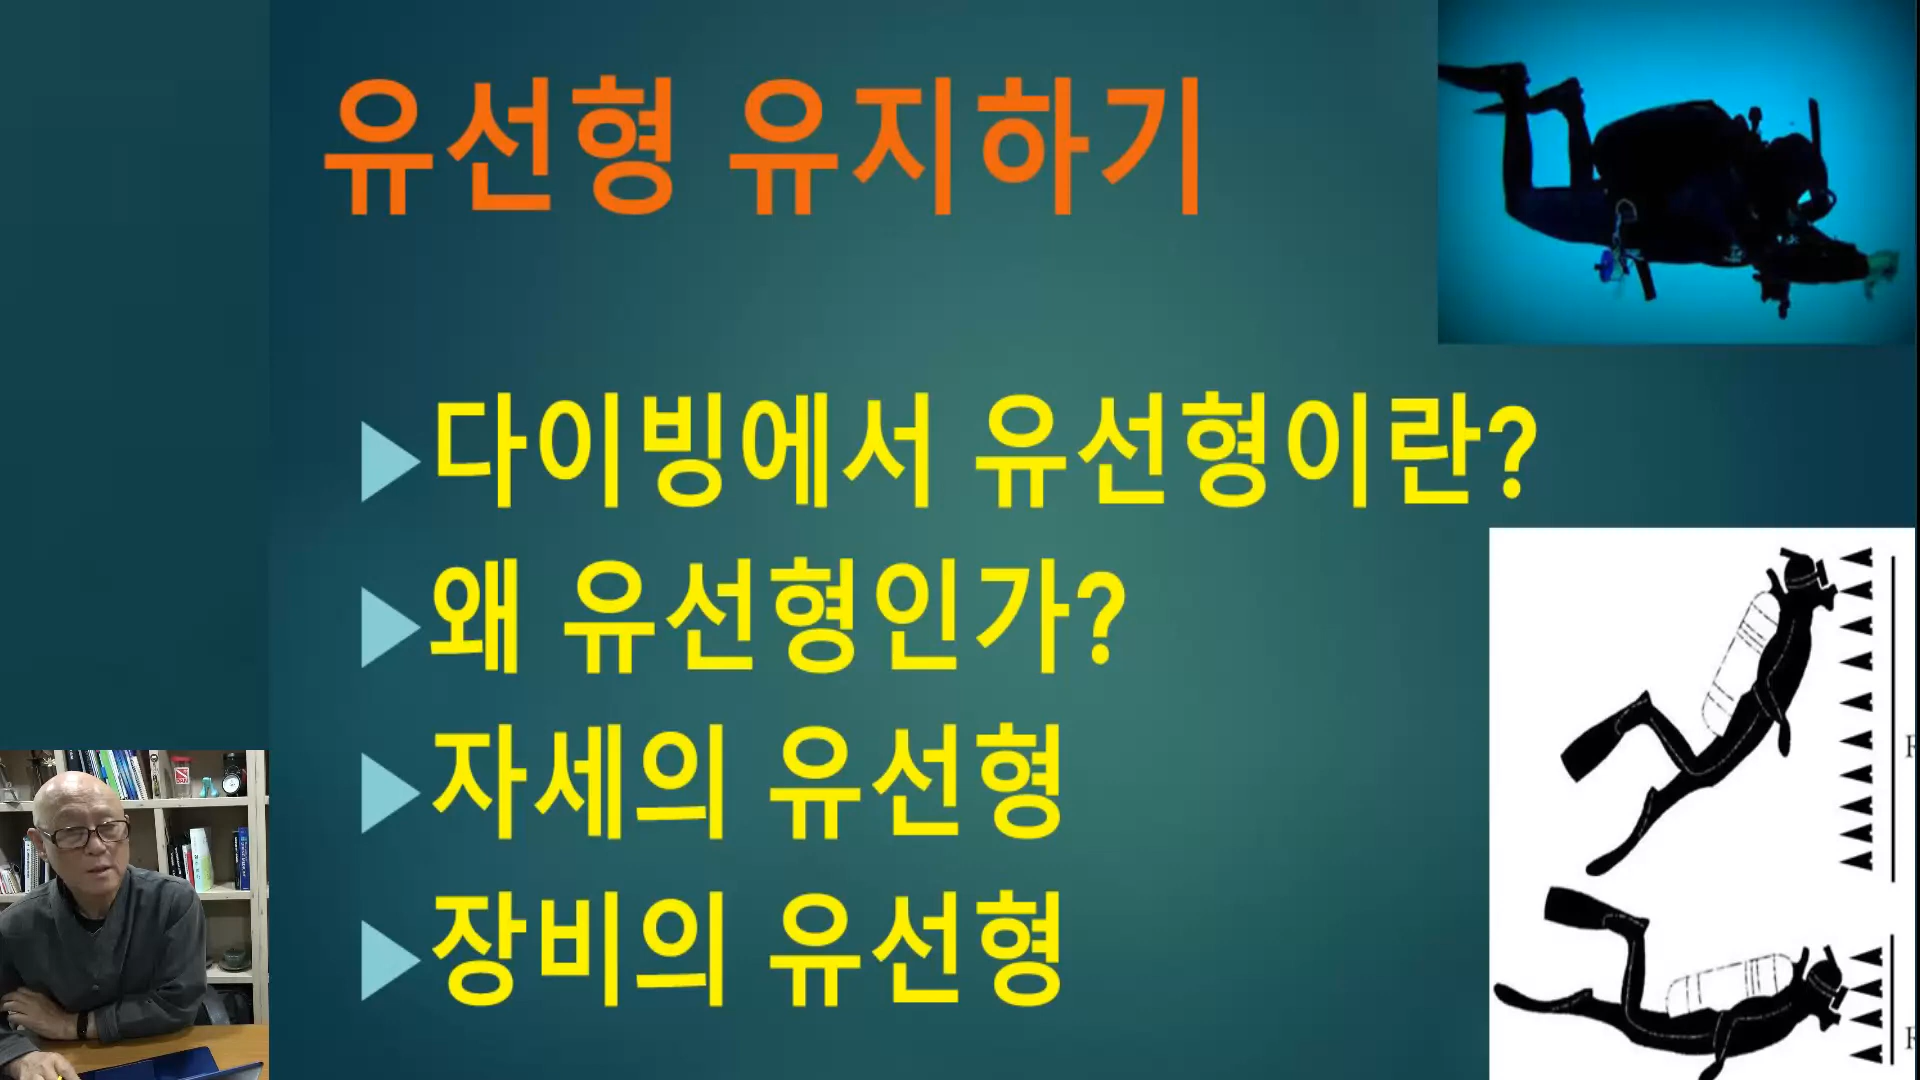 유선형 유지하기
다이빙에서 유선형이란?
왜 유선형인가?
자세의 유선형
장비의 유선형